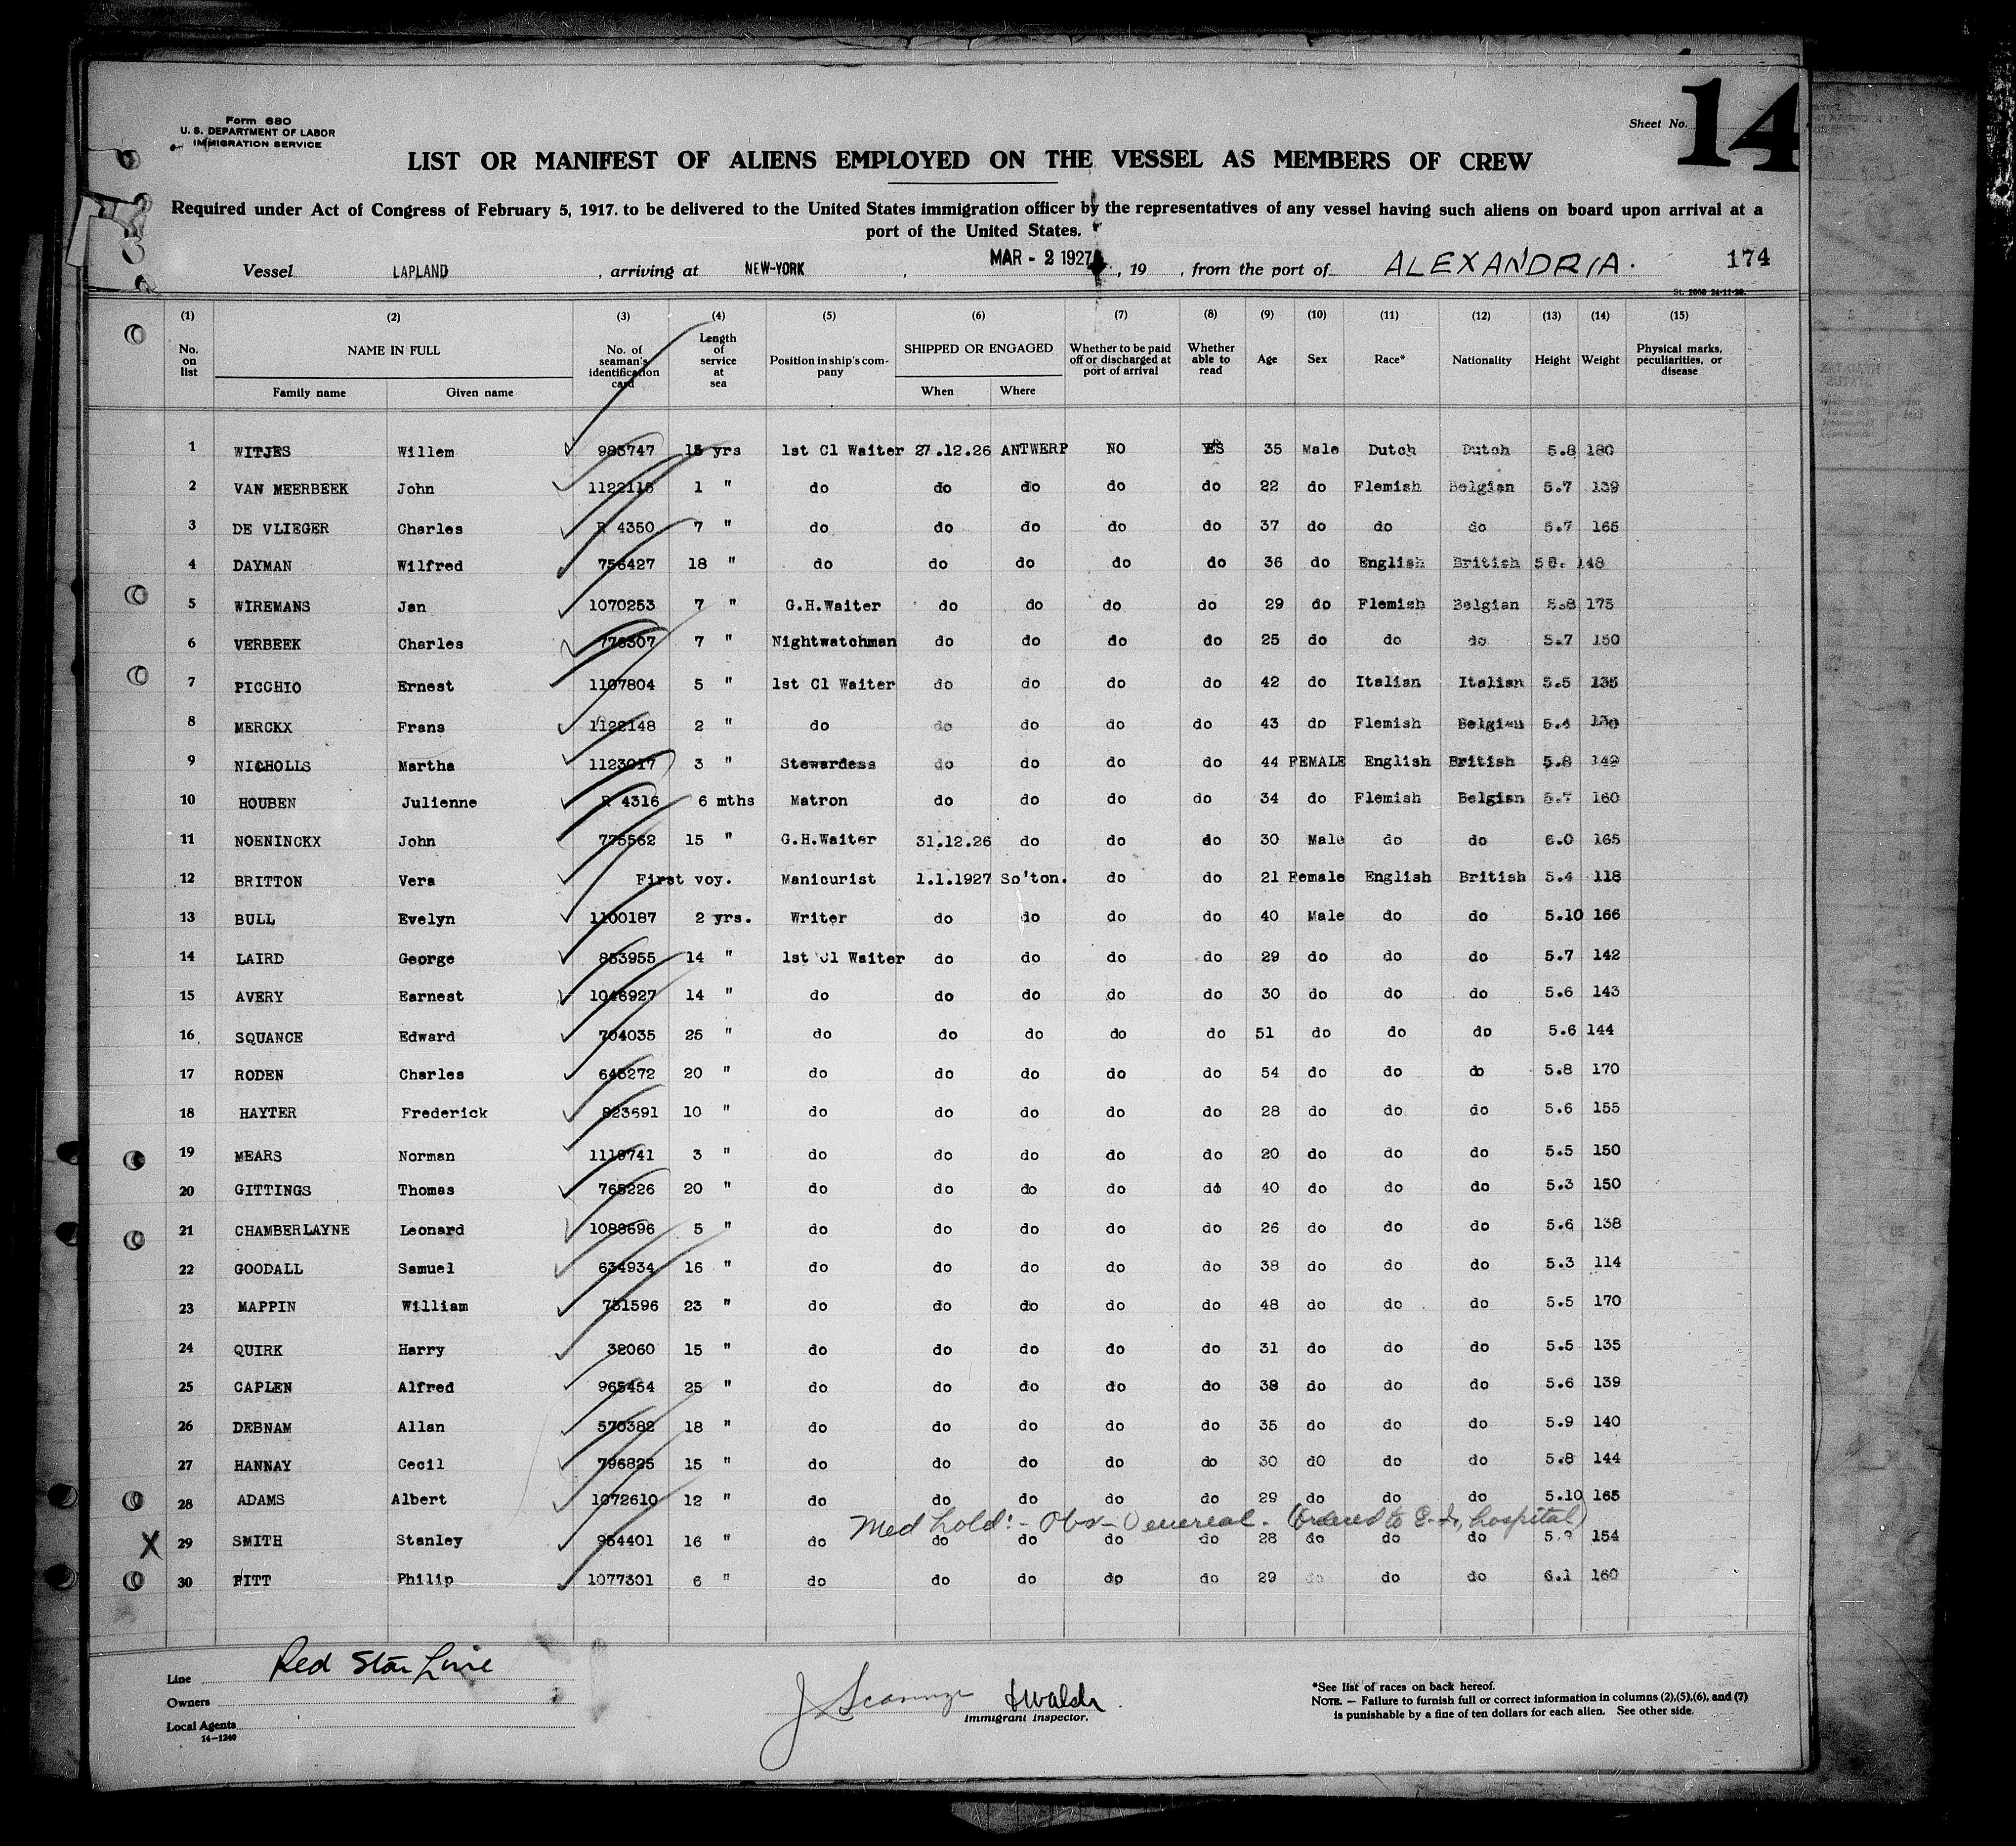 Form 680
U. S. DEPARTMENT OF LABOR
IMMIGRATION SERVICE
Sheet No. 14
LIST OR MANIFEST OF ALIENS EMPLOYED ON THE VESSEL AS MEMBERS OF CREW
Required under Act of Congress of February 5, 1917. to be delivered to the United States immigration officer by the representatives of any vessel having such aliens on board upon arrival at a
port of the United States.
Vessel LAPLAND , arriving at NEW-YORK , MAR - 2 1927 , 19 , from the port of ALEXANDRIA. 174
St. 2000 24-11-26.
(1) (2) (3) (4) (5) (6) (7) (8) (9) (10) (11) (12) (13) (14) (15)
No. on list NAME IN FULL Family name Given name No. of seaman's identification card Length of service at sea Position in ship's company SHIPPED OR ENGAGED When Where Whether to be paid off or discharged at port of arrival Whether able to read Age Sex Race* Nationality Height Weight Physical marks, peculiarities, or disease
1 WITJES Willem 985747 15 yrs 1st Cl Waiter 27.12.26 ANTWERP NO YES 35 Male Dutch Dutch 5.8 180
2 VAN MEERBEEK John 1122115 1 " do do do do do 22 do Flemish Belgian 5.7 139
3 DE VLIEGER Charles R 4350 7 " do do do do do 37 do do do 5.7 165
4 DAYMAN Wilfred 756427 18 " do do do do do 36 do English British 5 8. 148
5 WIREMANS Jan 1070253 7 " G.H.Waiter do do do do 29 do Flemish Belgian 5.8 175
6 VERBEEK Charles 776307 7 " Nightwatchman do do do do 25 do do do 5.7 150
7 PICCHIO Ernest 1107804 5 " 1st Cl Waiter do do do do 42 do Italian Italian 5.5 135
8 MERCKX Frans 1122148 2 " do do do do do 43 do Flemish Belgian 5.4 130
9 NICHOLLS Martha 1123017 3 " Stewardess do do do do 44 FEMALE English British 5.8 149
10 HOUBEN Julienne R 4316 6 mths Matron do do do do 34 do Flemish Belgian 5.7 160
11 NOENINCKX John 775562 15 " G.H.Waiter 31.12.26 do do do 30 Male do do 6.0 165
12 BRITTON Vera First voy. Manicurist 1.1.1927 So'ton. do do 21 Female English British 5.4 118
13 BULL Evelyn 1100187 2 yrs. Writer do do do do 40 Male do do 5.10 166
14 LAIRD George 853955 14 " 1st Cl Waiter do do do do 29 do do do 5.7 142
15 AVERY Earnest 1046927 14 " do do do do do 30 do do do 5.6 143
16 SQUANCE Edward 704035 25 " do do do do do 51 do do do 5.6 144
17 RODEN Charles 645272 20 " do do do do do 54 do do do 5.8 170
18 HAYTER Frederick 823691 10 " do do do do do 28 do do do 5.6 155
19 MEARS Norman 1119741 3 " do do do do do 20 do do do 5.5 150
20 GITTINGS Thomas 765226 20 " do do do do do 40 do do do 5.3 150
21 CHAMBERLAYNE Leonard 1088696 5 " do do do do do 26 do do do 5.6 138
22 GOODALL Samuel 634934 16 " do do do do do 38 do do do 5.3 114
23 MAPPIN William 731596 23 " do do do do do 48 do do do 5.5 170
24 QUIRK Harry 32060 15 " do do do do do 31 do do do 5.5 135
25 CAPLEN Alfred 965454 25 " do do do do do 38 do do do 5.6 139
26 DEBNAM Allan 570382 18 " do do do do do 35 do do do 5.9 140
27 HANNAY Cecil 796825 15 " do do do do do 30 dO do do 5.8 144
28 ADAMS Albert 1072610 12 " do do do do do 29 do do do 5.10 165
Med hold! - Obs - Venereal. (Ordered to E. I., hospital)
X 29 SMITH Stanley 954401 16 " do do do do do 28 do do do 154
30 PITT Philip 1077301 6 " do do do do do 29 do do do 6.1 160
Line Red Star Line
Owners
Local Agents
14-1240
J Walsh.
Immigrant Inspector.
*See list of races on back hereof.
NOTE. — Failure to furnish full or correct information in columns (2),(5),(6), and (7)
is punishable by a fine of ten dollars for each alien. See other side.